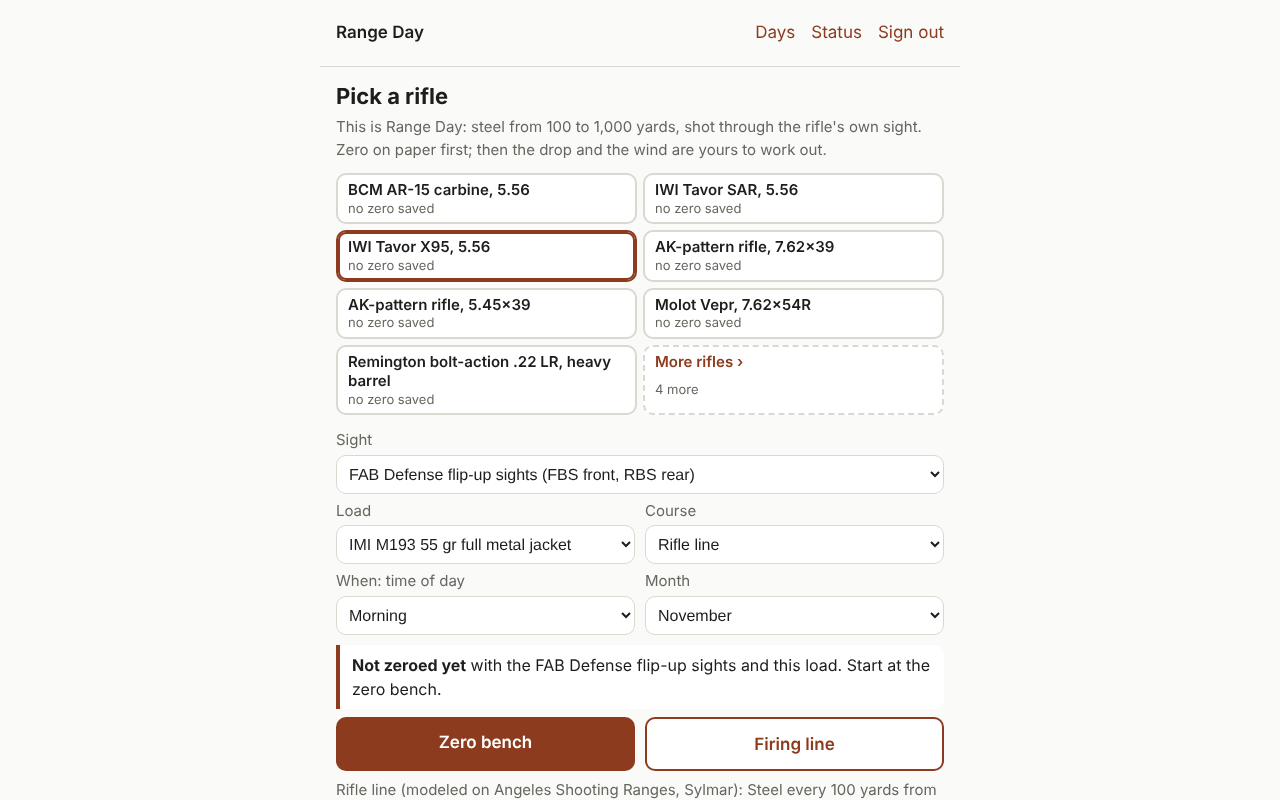 Range Day
Days Status Sign out
Pick a rifle
This is Range Day: steel from 100 to 1,000 yards, shot through the rifle's own sight.
Zero on paper first; then the drop and the wind are yours to work out.
BCM AR-15 carbine, 5.56
no zero saved
IWI Tavor SAR, 5.56
no zero saved
IWI Tavor X95, 5.56
no zero saved
AK-pattern rifle, 7.62×39
no zero saved
AK-pattern rifle, 5.45×39
no zero saved
Molot Vepr, 7.62×54R
no zero saved
Remington bolt-action .22 LR, heavy
barrel
no zero saved
More rifles ›
4 more
Sight
FAB Defense flip-up sights (FBS front, RBS rear)
Load
IMI M193 55 gr full metal jacket
Course
Rifle line
When: time of day
Morning
Month
November
Not zeroed yet with the FAB Defense flip-up sights and this load. Start at the
zero bench.
Zero bench
Firing line
Rifle line (modeled on Angeles Shooting Ranges, Sylmar): Steel every 100 yards from